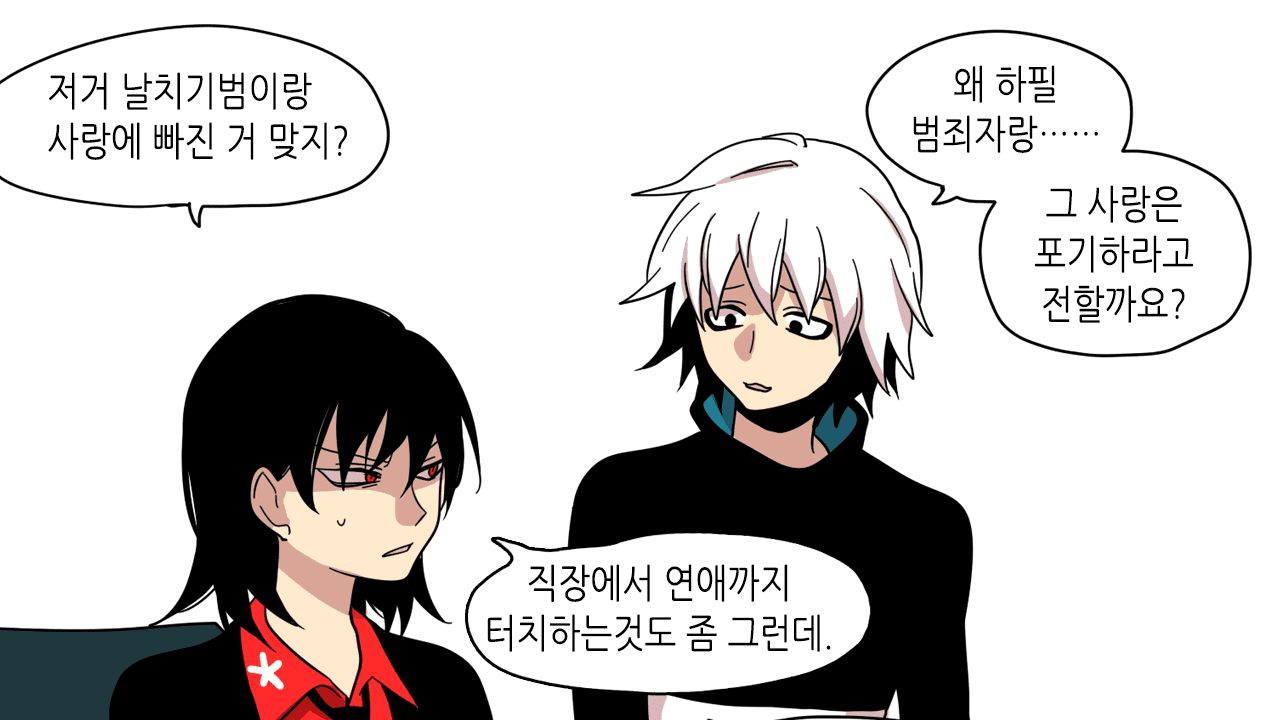 저거 날치기범이랑
사랑에 빠진 거 맞지?
왜 하필
범죄자랑……
그 사랑은
포기하라고
전할까요?
직장에서 연애까지
터치하는것도 좀 그런데.